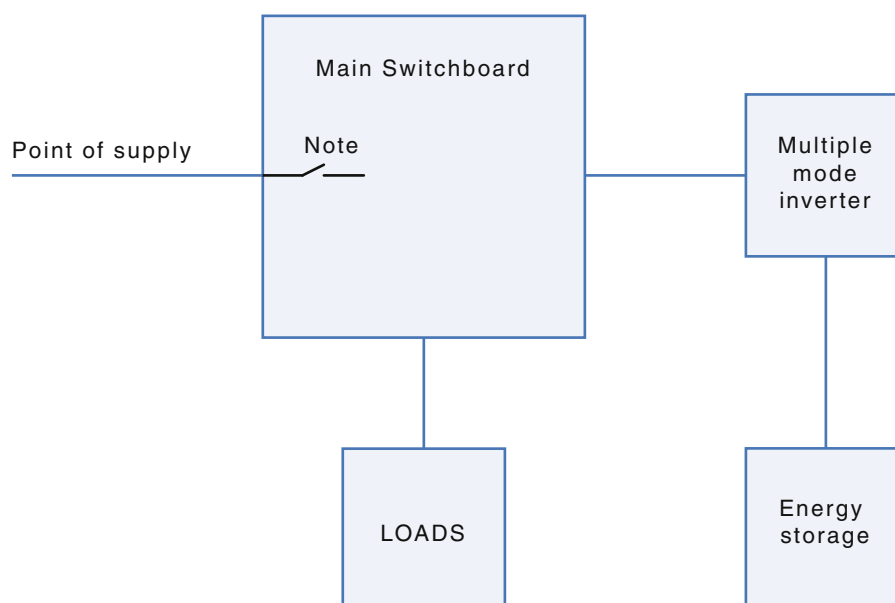 Main Switchboard
Point of supply
Note
Multiple
mode
inverter
LOADS
Energy
storage